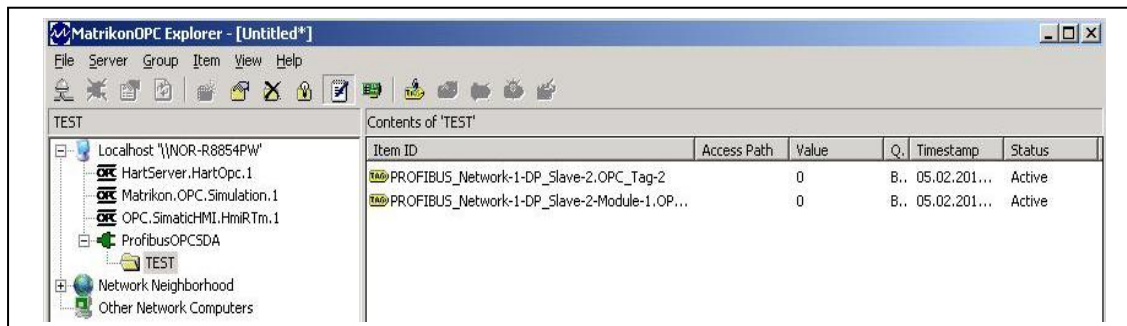 MatrikonOPC Explorer - [Untitled*]
File Server Group Item View Help
TEST
Contents of 'TEST'
Localhost '\\NOR-R8854PW'
HartServer.HartOpc.1
Matrikon.OPC.Simulation.1
OPC.SimaticHMI.HmiRTm.1
ProfibusOPCSDA
TEST
Network Neighborhood
Other Network Computers
Item ID Access Path Value Q. Timestamp Status
PROFIBUS_Network-1-DP_Slave-2.OPC_Tag-2 0 B.. 05.02.201... Active
PROFIBUS_Network-1-DP_Slave-2-Module-1.OP... 0 B.. 05.02.201... Active